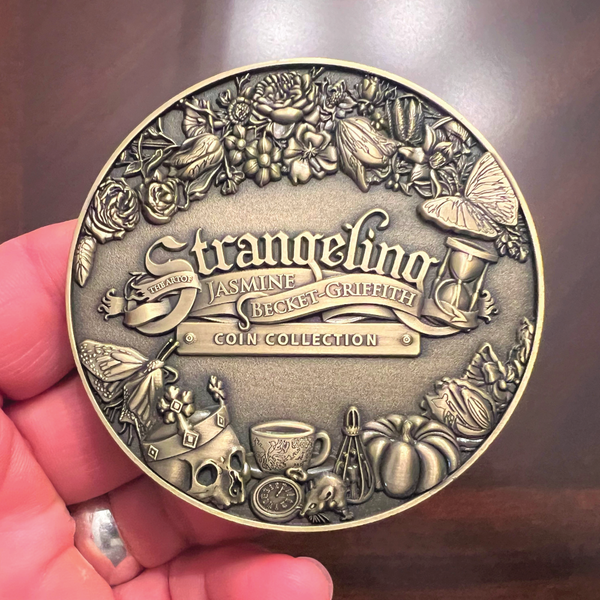 THE ART OF
Strangeling
JASMINE
BECKET-GRIFFITH
COIN COLLECTION